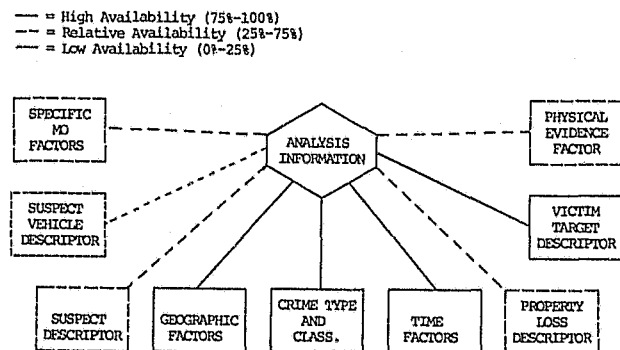 = High Availability (75%-100%)
= Relative Availability (25%-75%)
= Low Availability (0%-25%)
SPECIFIC
MO
FACTORS
ANALYSIS
INFORMATION
PHYSICAL
EVIDENCE
FACTOR
SUSPECT
VEHICLE
DESCRIPTOR
VICTIM
TARGET
DESCRIPTOR
SUSPECT
DESCRIPTOR
GEOGRAPHIC
FACTORS
CRIME TYPE
AND
CLASS.
TIME
FACTORS
PROPERTY
LOSS
DESCRIPTOR